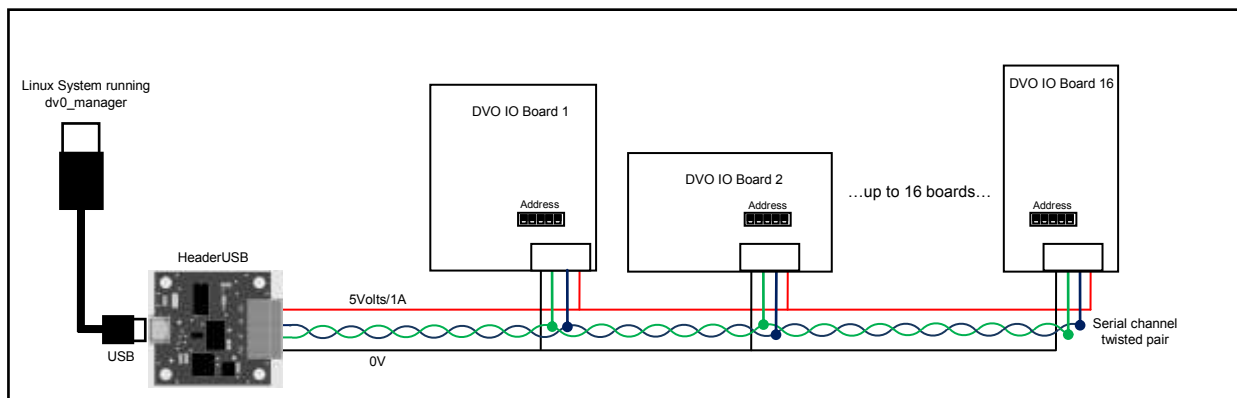 Linux System running
dv0_manager
HeaderUSB
USB
5Volts/1A
0V
DVO IO Board 1
Address
DVO IO Board 2
Address
…up to 16 boards…
DVO IO Board 16
Address
Serial channel
twisted pair